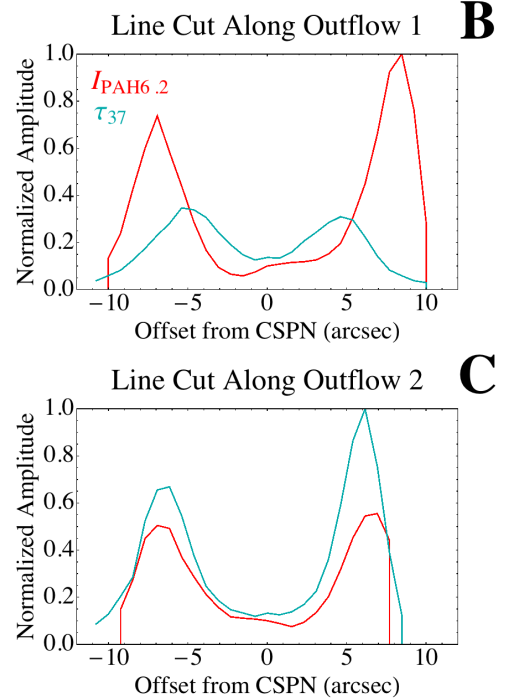 B
Line Cut Along Outflow 1
I_PAH6.2
τ_37
Normalized Amplitude
1.0
0.8
0.6
0.4
0.2
0.0
−10 −5 0 5 10
Offset from CSPN (arcsec)
C
Line Cut Along Outflow 2
Normalized Amplitude
1.0
0.8
0.6
0.4
0.2
0.0
−10 −5 0 5 10
Offset from CSPN (arcsec)